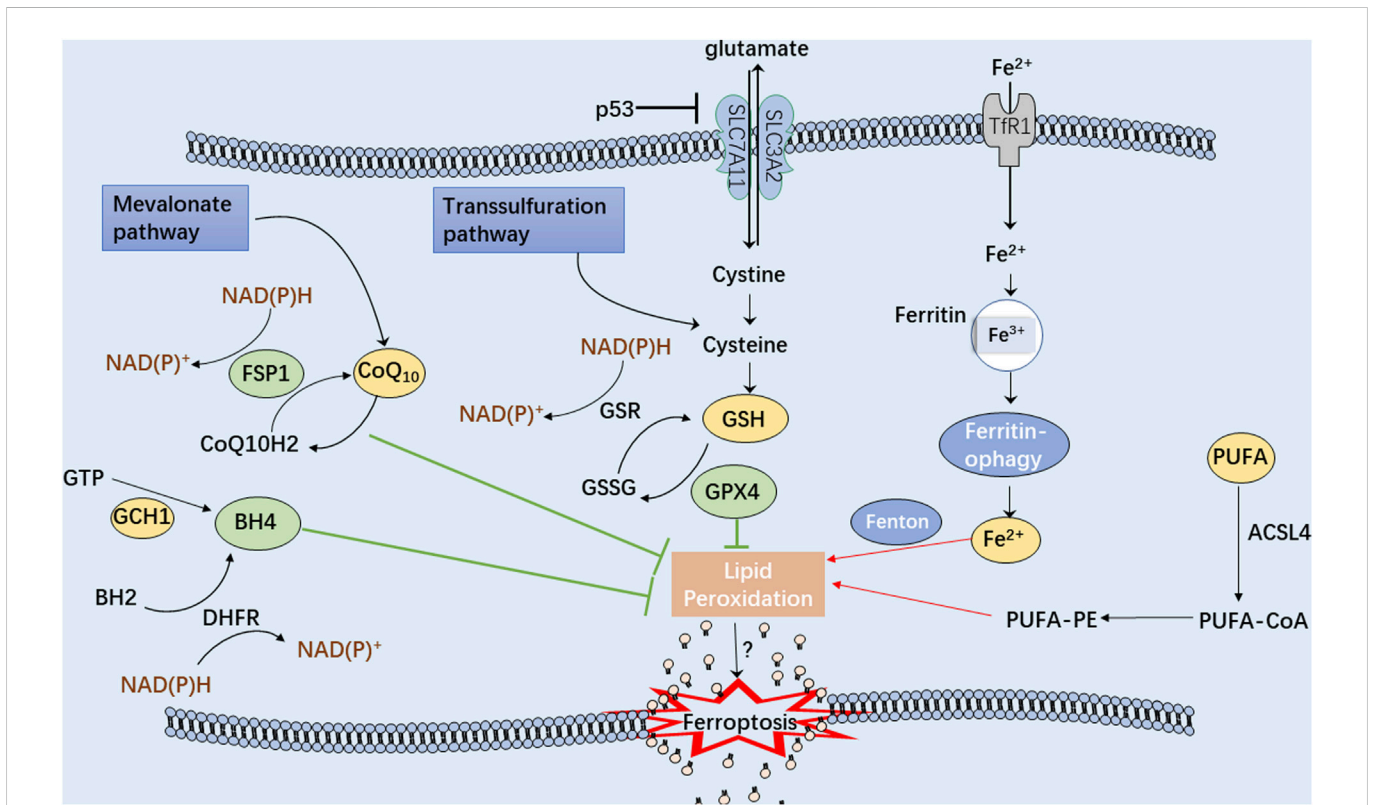 glutamate
Fe²⁺
p53
SLC7A11
SLC3A2
TfR1
Mevalonate
pathway
Transsulfuration
pathway
Fe²⁺
Cystine
NAD(P)H
Ferritin
Fe³⁺
Cysteine
NAD(P)H
NAD(P)⁺
FSP1
CoQ₁₀
NAD(P)⁺
GSR
GSH
CoQ10H2
Ferritin-
ophagy
PUFA
GTP
GSSG
GPX4
GCH1
BH4
Fenton
Fe²⁺
ACSL4
Lipid
Peroxidation
BH2
DHFR
PUFA-PE
PUFA-CoA
NAD(P)⁺
?
NAD(P)H
Ferroptosis